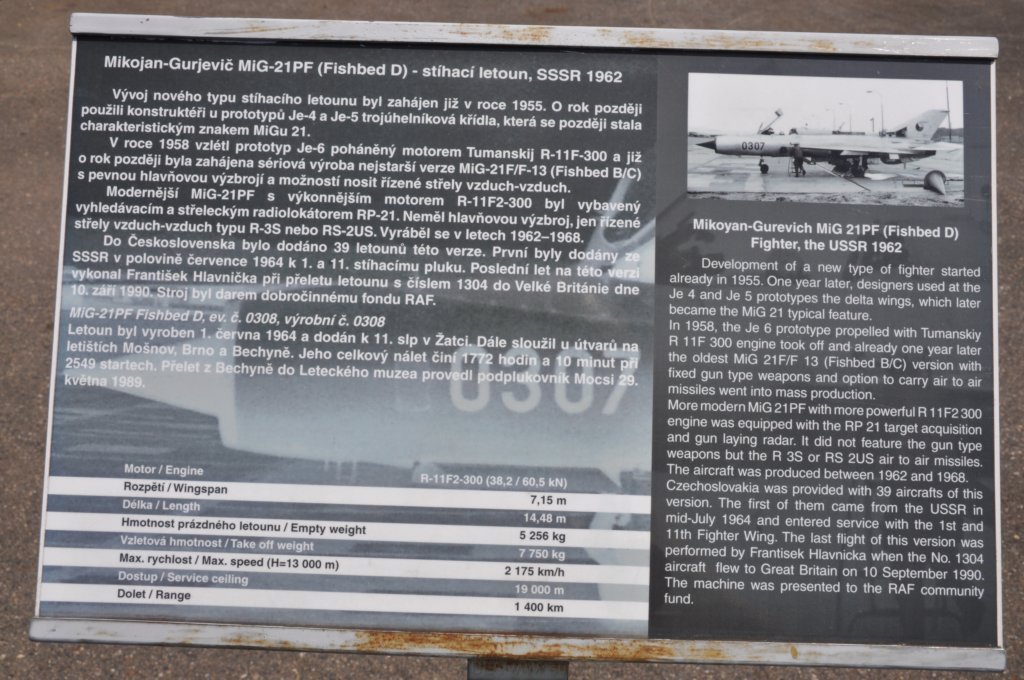 Mikojan-Gurjevič MiG-21PF (Fishbed D) - stíhací letoun, SSSR 1962
Vývoj nového typu stíhacího letounu byl zahájen již v roce 1955. O rok později
použili konstruktéři u prototypů Je-4 a Je-5 trojúhelníková křídla, která se později stala
charakteristickým znakem MiGu 21.
V roce 1958 vzlétl prototyp Je-6 poháněný motorem Tumanskij R-11F-300 a již
o rok později byla zahájena sériová výroba nejstarší verze MiG-21F/F-13 (Fishbed B/C)
s pevnou hlavňovou výzbrojí a možností nosit řízené střely vzduch-vzduch.
Modernější MiG-21PF s výkonnějším motorem R-11F2-300 byl vybavený
vyhledávacím a střeleckým radiolokátorem RP-21. Neměl hlavňovou výzbroj, jen řízené
střely vzduch-vzduch typu R-3S nebo RS-2US. Vyráběl se v letech 1962–1968.
Do Československa bylo dodáno 39 letounů této verze. První byly dodány ze
SSSR v polovině července 1964 k 1. a 11. stíhacímu pluku. Poslední let na této verzi
vykonal František Hlavnička při přeletu letounu s číslem 1304 do Velké Británie dne
10. září 1990. Stroj byl darem dobročinnému fondu RAF.
MiG-21PF Fishbed D, ev. č. 0308, výrobní č. 0308
Letoun byl vyroben 1. června 1964 a dodán k 11. slp v Žatci. Dále sloužil u útvarů na
letištích Mošnov, Brno a Bechyně. Jeho celkový nálet činí 1772 hodin a 10 minut při
2549 startech. Přelet z Bechyně do Leteckého muzea provedl podplukovník Mocsi 29.
května 1989.
0307
Motor / Engine R-11F2-300 (38,2 / 60,5 kN)
Rozpětí / Wingspan 7,15 m
Délka / Length 14,48 m
Hmotnost prázdného letounu / Empty weight 5 256 kg
Vzletová hmotnost / Take off weight 7 750 kg
Max. rychlost / Max. speed (H=13 000 m) 2 175 km/h
Dostup / Service ceiling 19 000 m
Dolet / Range 1 400 km
0307
Mikoyan-Gurevich MiG 21PF (Fishbed D)
Fighter, the USSR 1962
Development of a new type of fighter started
already in 1955. One year later, designers used at the
Je 4 and Je 5 prototypes the delta wings, which later
became the MiG 21 typical feature.
In 1958, the Je 6 prototype propelled with Tumanskiy
R 11F 300 engine took off and already one year later
the oldest MiG 21F/F 13 (Fishbed B/C) version with
fixed gun type weapons and option to carry air to air
missiles went into mass production.
More modern MiG 21PF with more powerful R 11F2 300
engine was equipped with the RP 21 target acquisition
and gun laying radar. It did not feature the gun type
weapons but the R 3S or RS 2US air to air missiles.
The aircraft was produced between 1962 and 1968.
Czechoslovakia was provided with 39 aircrafts of this
version. The first of them came from the USSR in
mid-July 1964 and entered service with the 1st and
11th Fighter Wing. The last flight of this version was
performed by Frantisek Hlavnicka when the No. 1304
aircraft flew to Great Britain on 10 September 1990.
The machine was presented to the RAF community
fund.